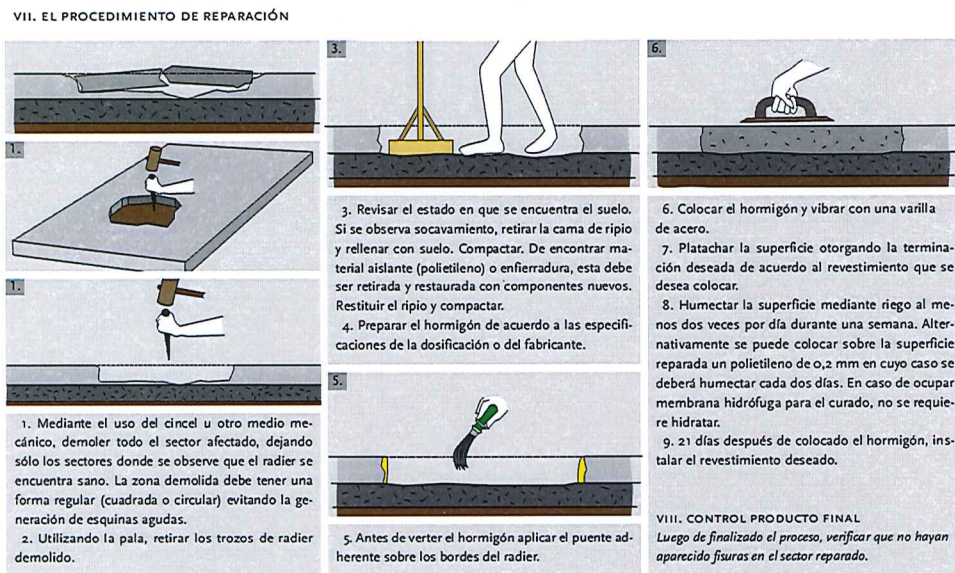 VII. EL PROCEDIMIENTO DE REPARACIÓN
1.
1.
1. Mediante el uso del cincel u otro medio me-
cánico, demoler todo el sector afectado, dejando
sólo los sectores donde se observe que el radier se
encuentra sano. La zona demolida debe tener una
forma regular (cuadrada o circular) evitando la ge-
neración de esquinas agudas.
2. Utilizando la pala, retirar los trozos de radier
demolido.
3.
3. Revisar el estado en que se encuentra el suelo.
Si se observa socavamiento, retirar la cama de ripio
y rellenar con suelo. Compactar. De encontrar ma-
terial aislante (polietileno) o enfierradura, esta debe
ser retirada y restaurada con componentes nuevos.
Restituir el ripio y compactar.
4. Preparar el hormigón de acuerdo a las especifi-
caciones de la dosificación o del fabricante.
5.
5. Antes de verter el hormigón aplicar el puente ad-
herente sobre los bordes del radier.
6.
6. Colocar el hormigón y vibrar con una varilla
de acero.
7. Platachar la superficie otorgando la termina-
ción deseada de acuerdo al revestimiento que se
desea colocar.
8. Humectar la superficie mediante riego al me-
nos dos veces por día durante una semana. Alter-
nativamente se puede colocar sobre la superficie
reparada un polietileno de 0,2 mm en cuyo caso se
deberá humectar cada dos días. En caso de ocupar
membrana hidrófuga para el curado, no se requie-
re hidratar.
9. 21 días después de colocado el hormigón, ins-
talar el revestimiento deseado.
VIII. CONTROL PRODUCTO FINAL
Luego de finalizado el proceso, verificar que no hayan
aparecido fisuras en el sector reparado.